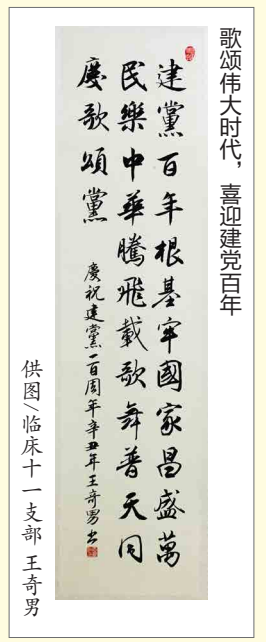 歌颂伟大时代，喜迎建党百年
建黨百年根基牢國家昌盛萬
民樂中華騰飛載歌舞普天同
慶歌頌黨
慶祝建黨一百周年辛丑年王奇男书
供图/临床十一支部 王奇男